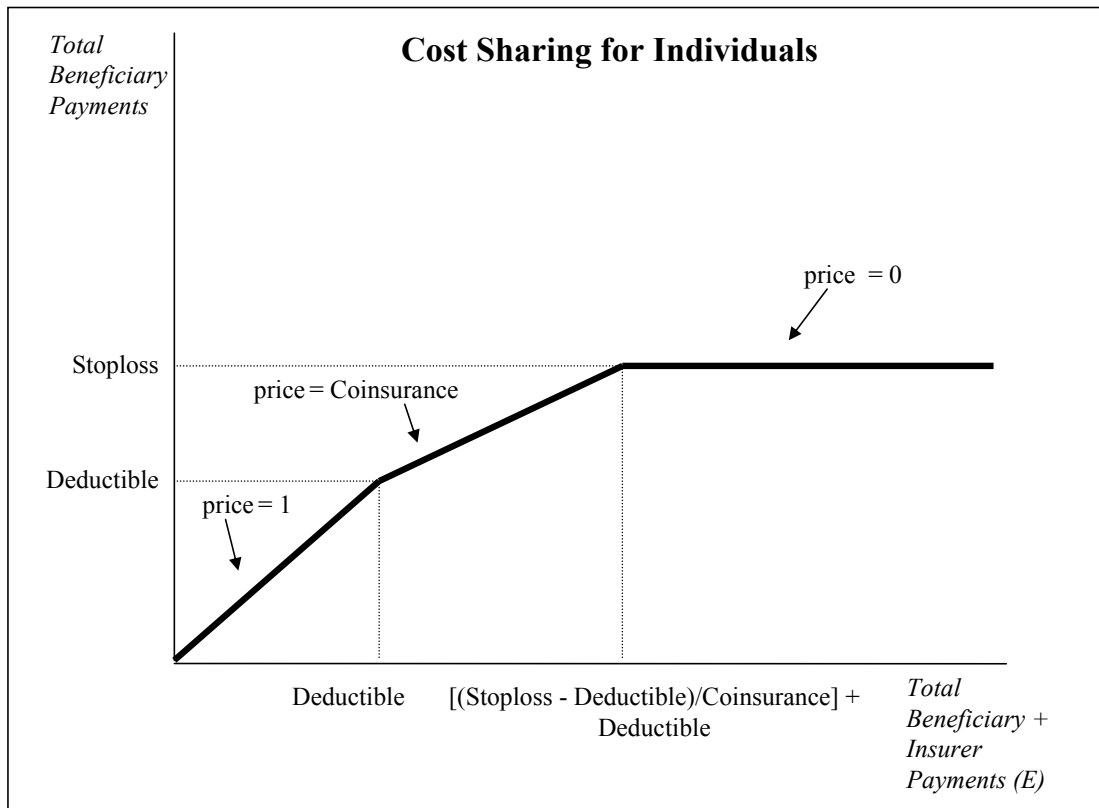 Total
Beneficiary
Payments
Cost Sharing for Individuals
price = 0
Stoploss
price = Coinsurance
Deductible
price = 1
Deductible
[(Stoploss - Deductible)/Coinsurance] +
Deductible
Total
Beneficiary +
Insurer
Payments (E)